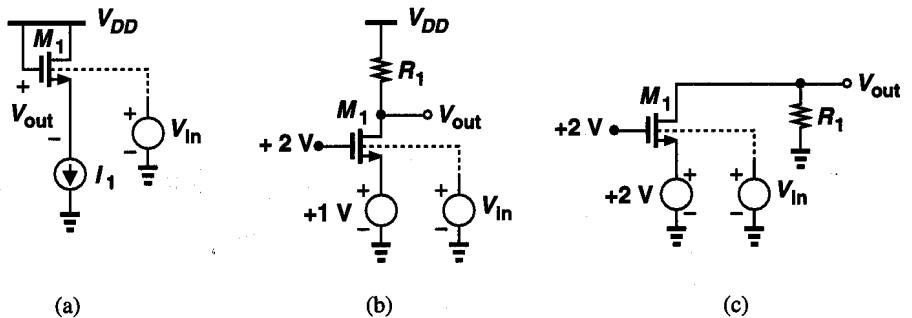 V_DD
M_1
+
V_out
−
+
−
V_in
I_1
(a)
V_DD
R_1
M_1
V_out
+ 2 V
+
+1 V
−
+
−
V_in
(b)
M_1
V_out
R_1
+2 V
+
+2 V
−
+
−
V_in
(c)